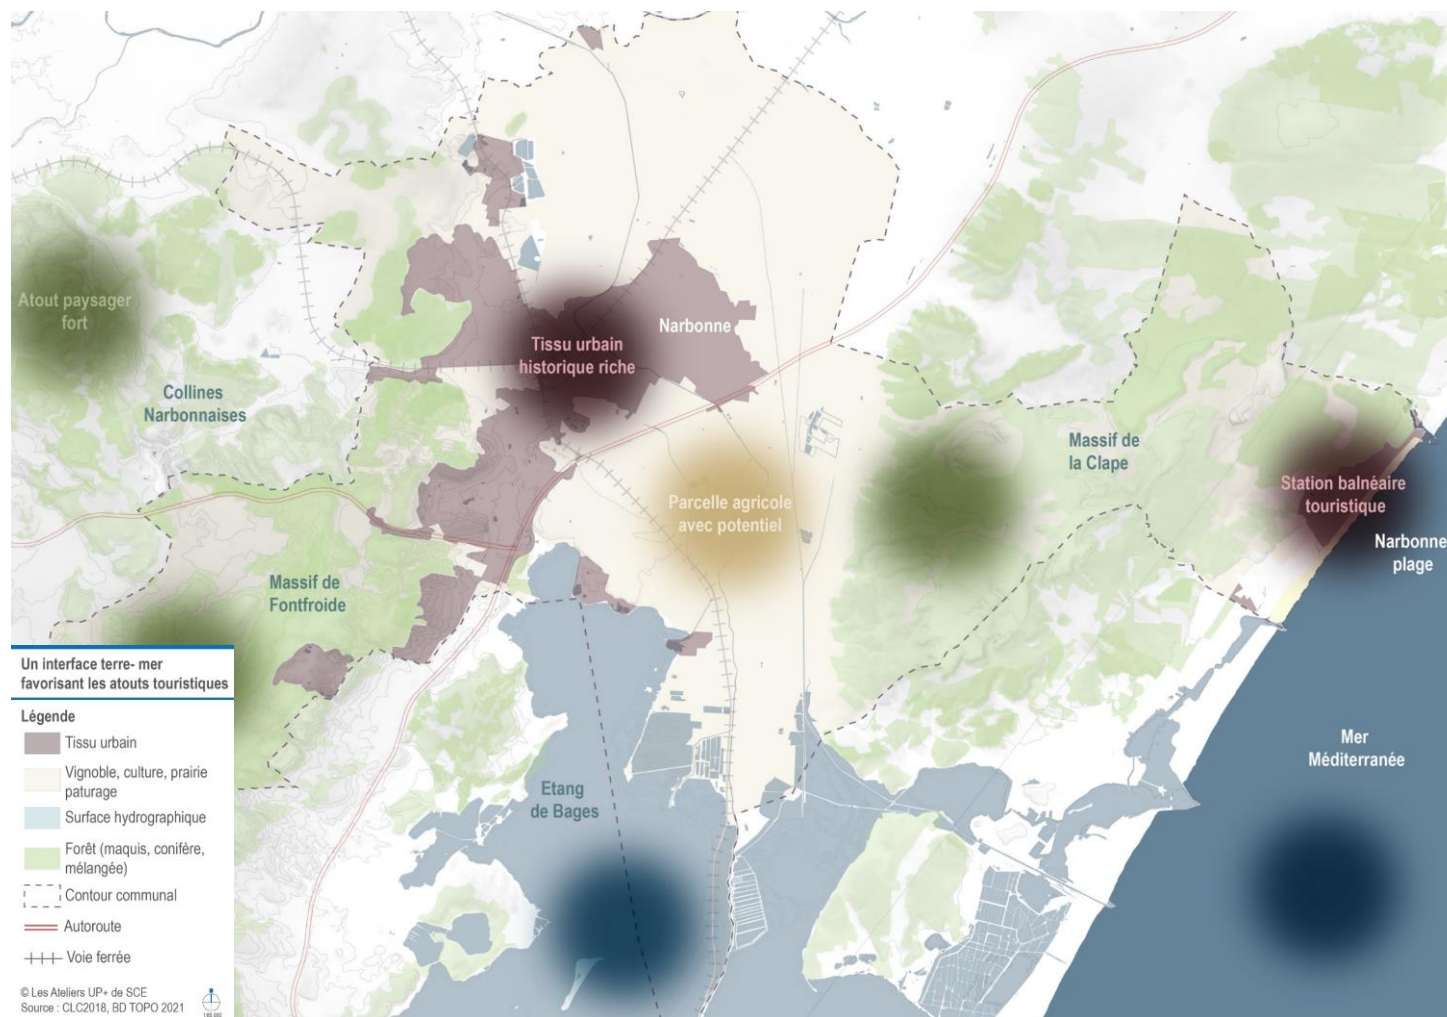 Atout paysager
fort
Collines
Narbonnaises
Tissu urbain
historique riche
Narbonne
Parcelle agricole
avec potentiel
Massif de
la Clape
Station balnéaire
touristique
Narbonne
plage
Massif de
Fontfroide
Etang
de Bages
Mer
Méditerranée
Un interface terre- mer
favorisant les atouts touristiques
Légende
Tissu urbain
Vignoble, culture, prairie
paturage
Surface hydrographique
Forêt (maquis, conifère,
mélangée)
Contour communal
Autoroute
Voie ferrée
© Les Ateliers UP+ de SCE
Source : CLC2018, BD TOPO 2021